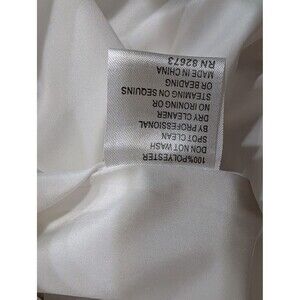 100%POLYESTER
DON NOT WASH
SPOT CLEAN
BY PROFESSIONAL
DRY CLEANER
NO IRONING OR
STEAMING ON SEQUINS
OR BEADING
MADE IN CHINA
RN 82673